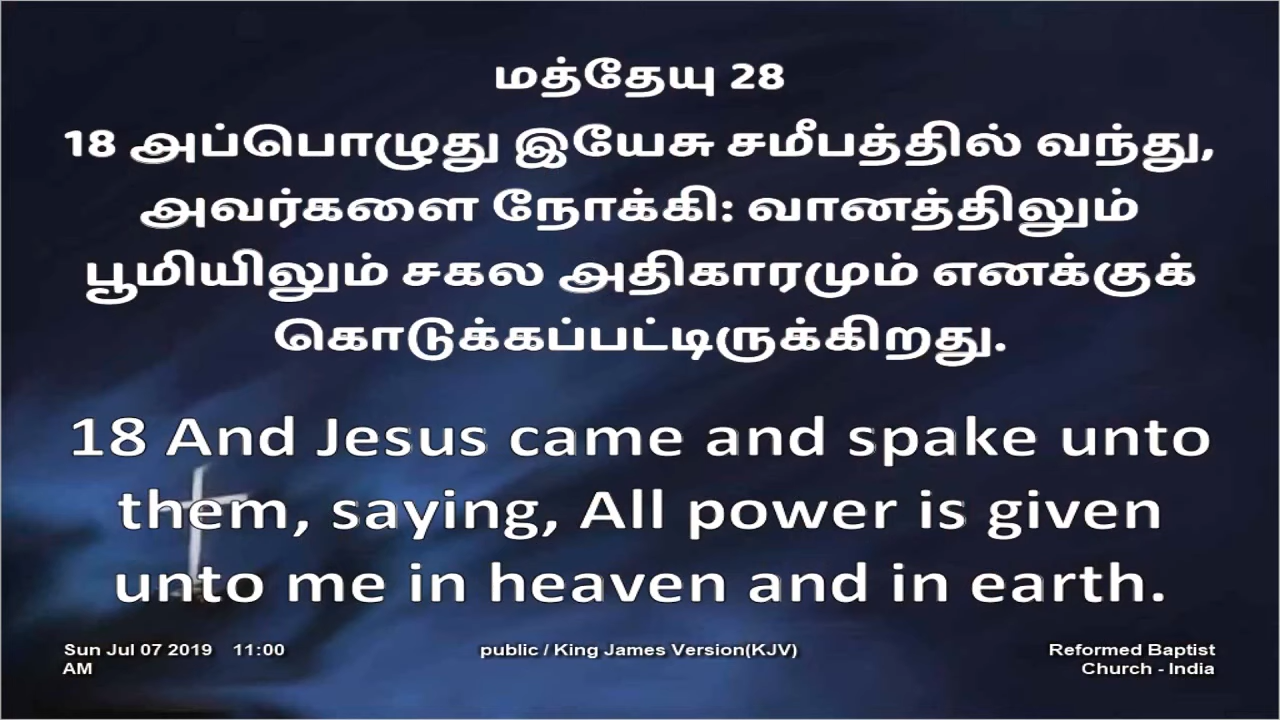 மத்தேயு 28
18 அப்பொழுது இயேசு சமீபத்தில் வந்து,
அவர்களை நோக்கி: வானத்திலும்
பூமியிலும் சகல அதிகாரமும் எனக்குக்
கொடுக்கப்பட்டிருக்கிறது.
18 And Jesus came and spake unto
them, saying, All power is given
unto me in heaven and in earth.
Sun Jul 07 2019 11:00
AM
public / King James Version(KJV)
Reformed Baptist
Church - India